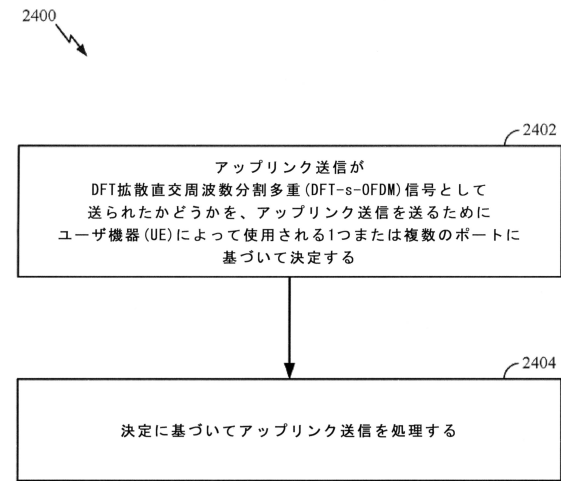 2400
2402
アップリンク送信が
DFT拡散直交周波数分割多重(DFT-s-OFDM)信号として
送られたかどうかを、アップリンク送信を送るために
ユーザ機器(UE)によって使用される1つまたは複数のポートに
基づいて決定する
2404
決定に基づいてアップリンク送信を処理する